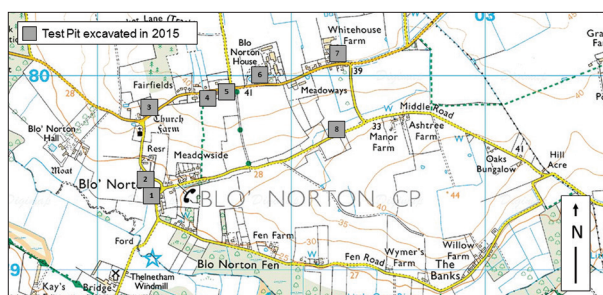 Test Pit excavated in 2015
03
Whitehouse
Farm
Blo
Norton
House
80
28
Fairfields
7
6
5
4
41
39
Meadoways
3
Church
Farm
Middle Road
8
33
Manor
Farm
Ashtree
Farm
Blo' Norton
Hall
Moat
Resr
Meadowside
28
Oaks
Bungalow
41
Hill
Acre
2
Blo' Nort
1
BLO' NORTON CP
44
W
Ford
Fen Farm
30
Fen Road
Wymer's
Farm
Willow
Farm
The
Banks
27
Blo Norton Fen
Thelnetham
Windmill
Kay's
Bridge
N